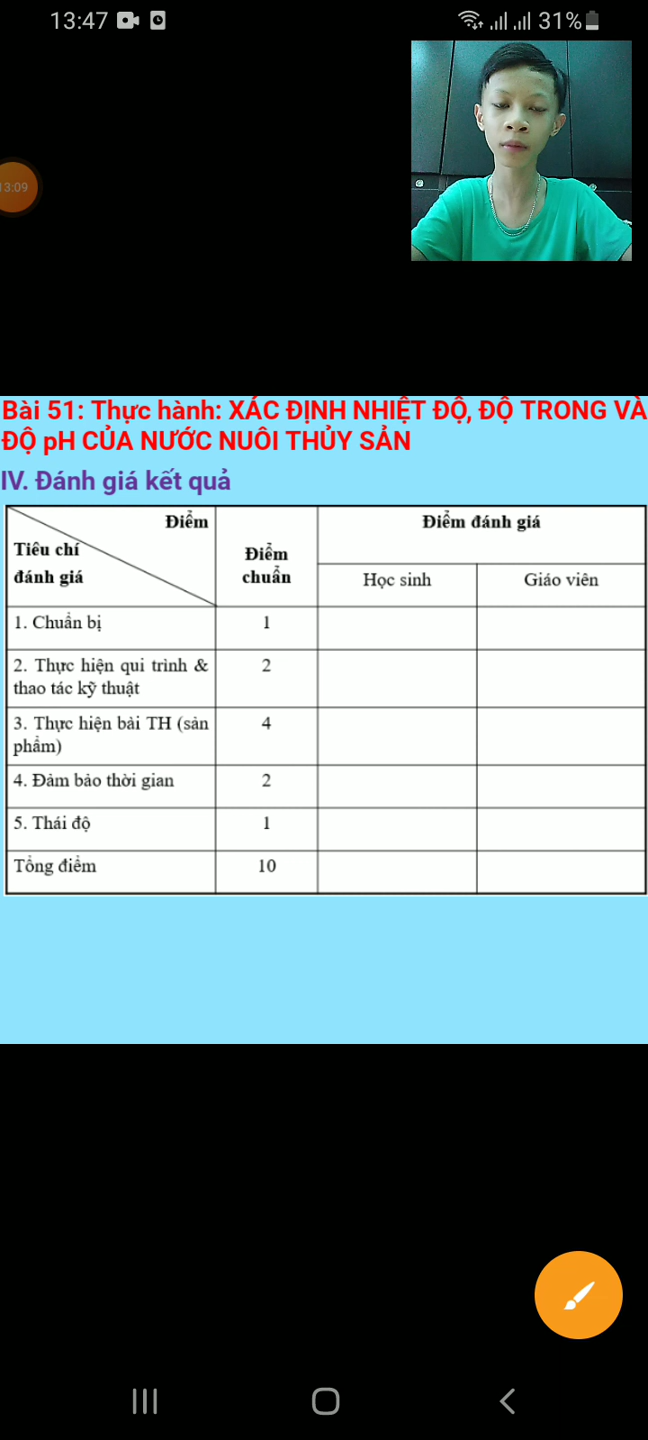 13:47
31%
13:09
Bài 51: Thực hành: XÁC ĐỊNH NHIỆT ĐỘ, ĐỘ TRONG VÀ
ĐỘ pH CỦA NƯỚC NUÔI THỦY SẢN
IV. Đánh giá kết quả
Điểm
Tiêu chí
đánh giá
Điểm
chuẩn
Điểm đánh giá
Học sinh
Giáo viên
1. Chuẩn bị
1
2. Thực hiện qui trình &
thao tác kỹ thuật
2
3. Thực hiện bài TH (sản
phẩm)
4
4. Đảm bảo thời gian
2
5. Thái độ
1
Tổng điểm
10